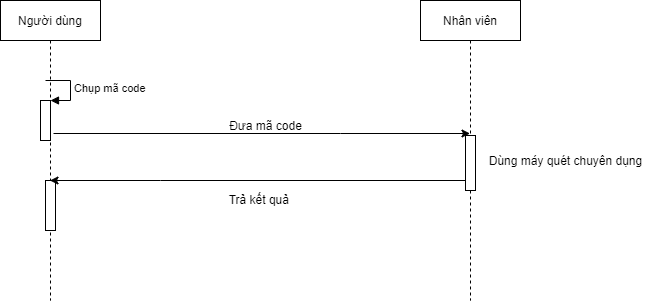 Người dùng
Nhân viên
Chụp mã code
Đưa mã code
Dùng máy quét chuyên dụng
Trả kết quả